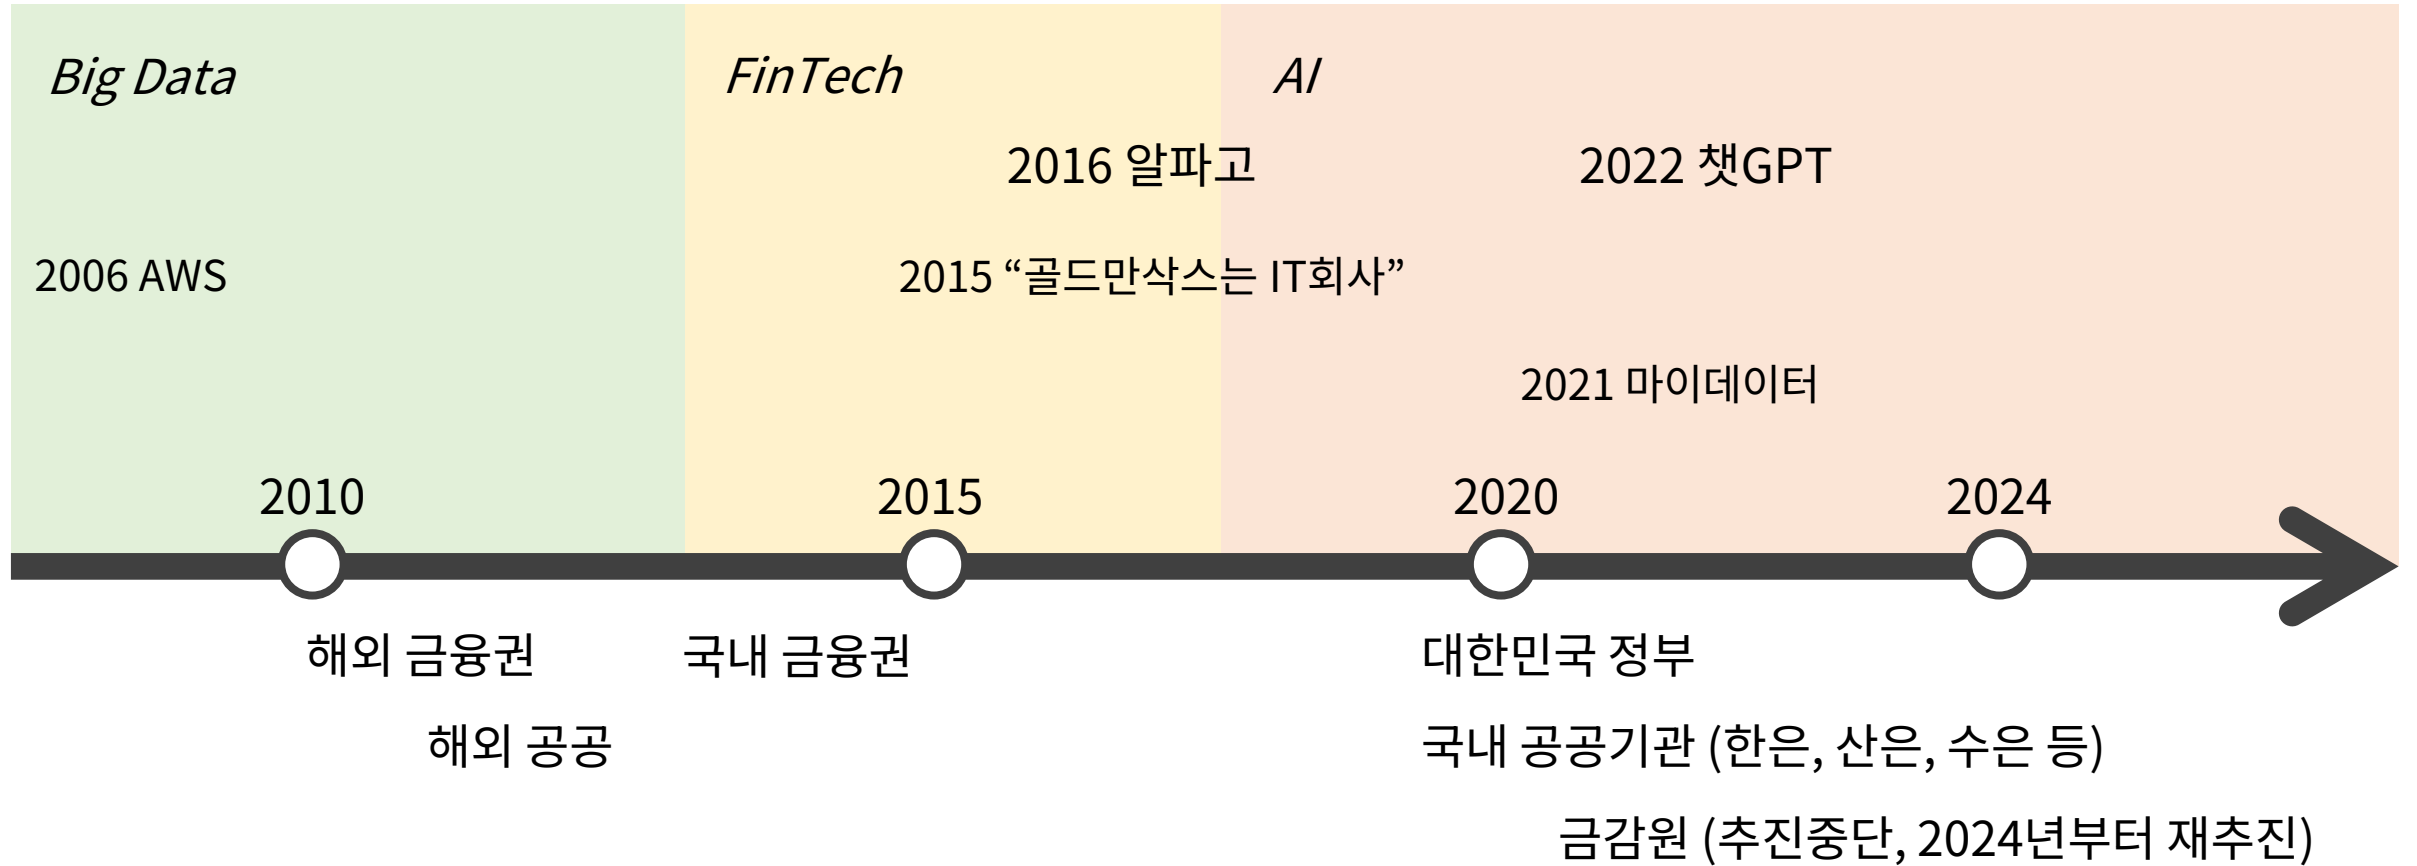 Big Data
FinTech
AI
2016 알파고
2022 챗GPT
2006 AWS
2015 “골드만삭스는 IT회사”
2021 마이데이터
2010
2015
2020
2024
해외 금융권
국내 금융권
대한민국 정부
해외 공공
국내 공공기관 (한은, 산은, 수은 등)
금감원 (추진중단, 2024년부터 재추진)